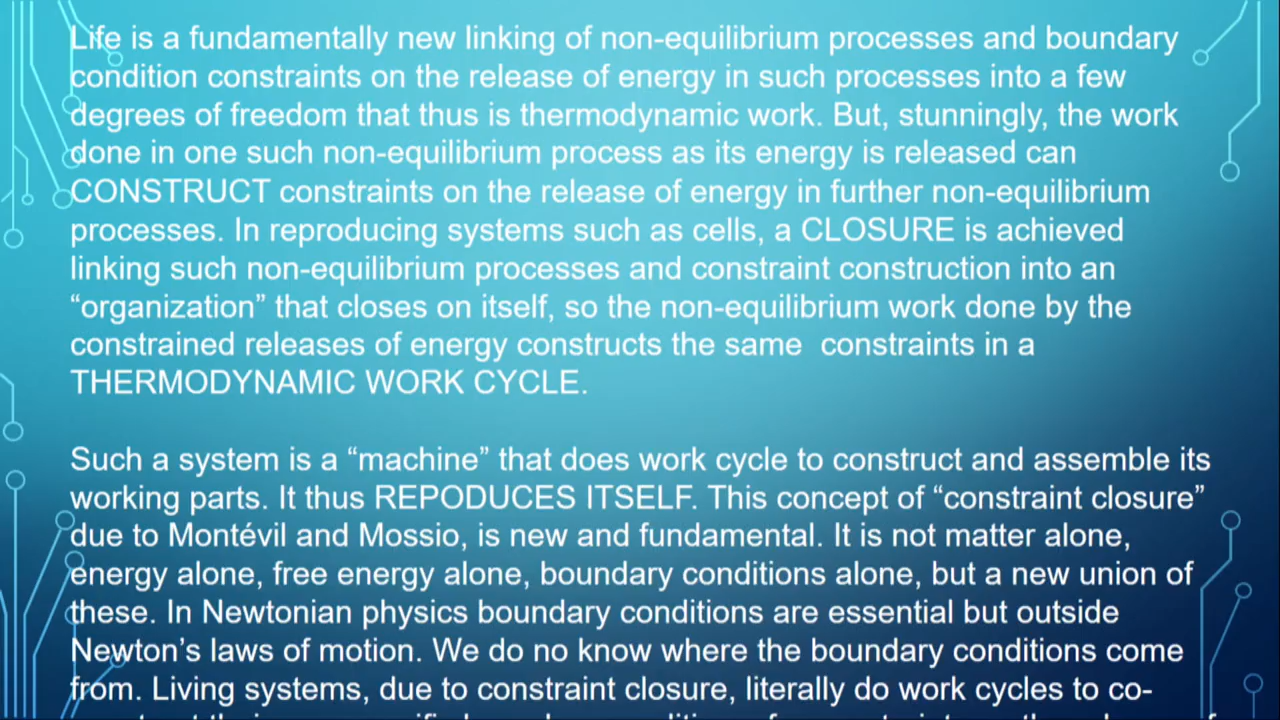 Life is a fundamentally new linking of non-equilibrium processes and boundary
condition constraints on the release of energy in such processes into a few
degrees of freedom that thus is thermodynamic work. But, stunningly, the work
done in one such non-equilibrium process as its energy is released can
CONSTRUCT constraints on the release of energy in further non-equilibrium
processes. In reproducing systems such as cells, a CLOSURE is achieved
linking such non-equilibrium processes and constraint construction into an
“organization” that closes on itself, so the non-equilibrium work done by the
constrained releases of energy constructs the same  constraints in a
THERMODYNAMIC WORK CYCLE.

Such a system is a “machine” that does work cycle to construct and assemble its
working parts. It thus REPODUCES ITSELF. This concept of “constraint closure”
due to Montévil and Mossio, is new and fundamental. It is not matter alone,
energy alone, free energy alone, boundary conditions alone, but a new union of
these. In Newtonian physics boundary conditions are essential but outside
Newton’s laws of motion. We do no know where the boundary conditions come
from. Living systems, due to constraint closure, literally do work cycles to co-